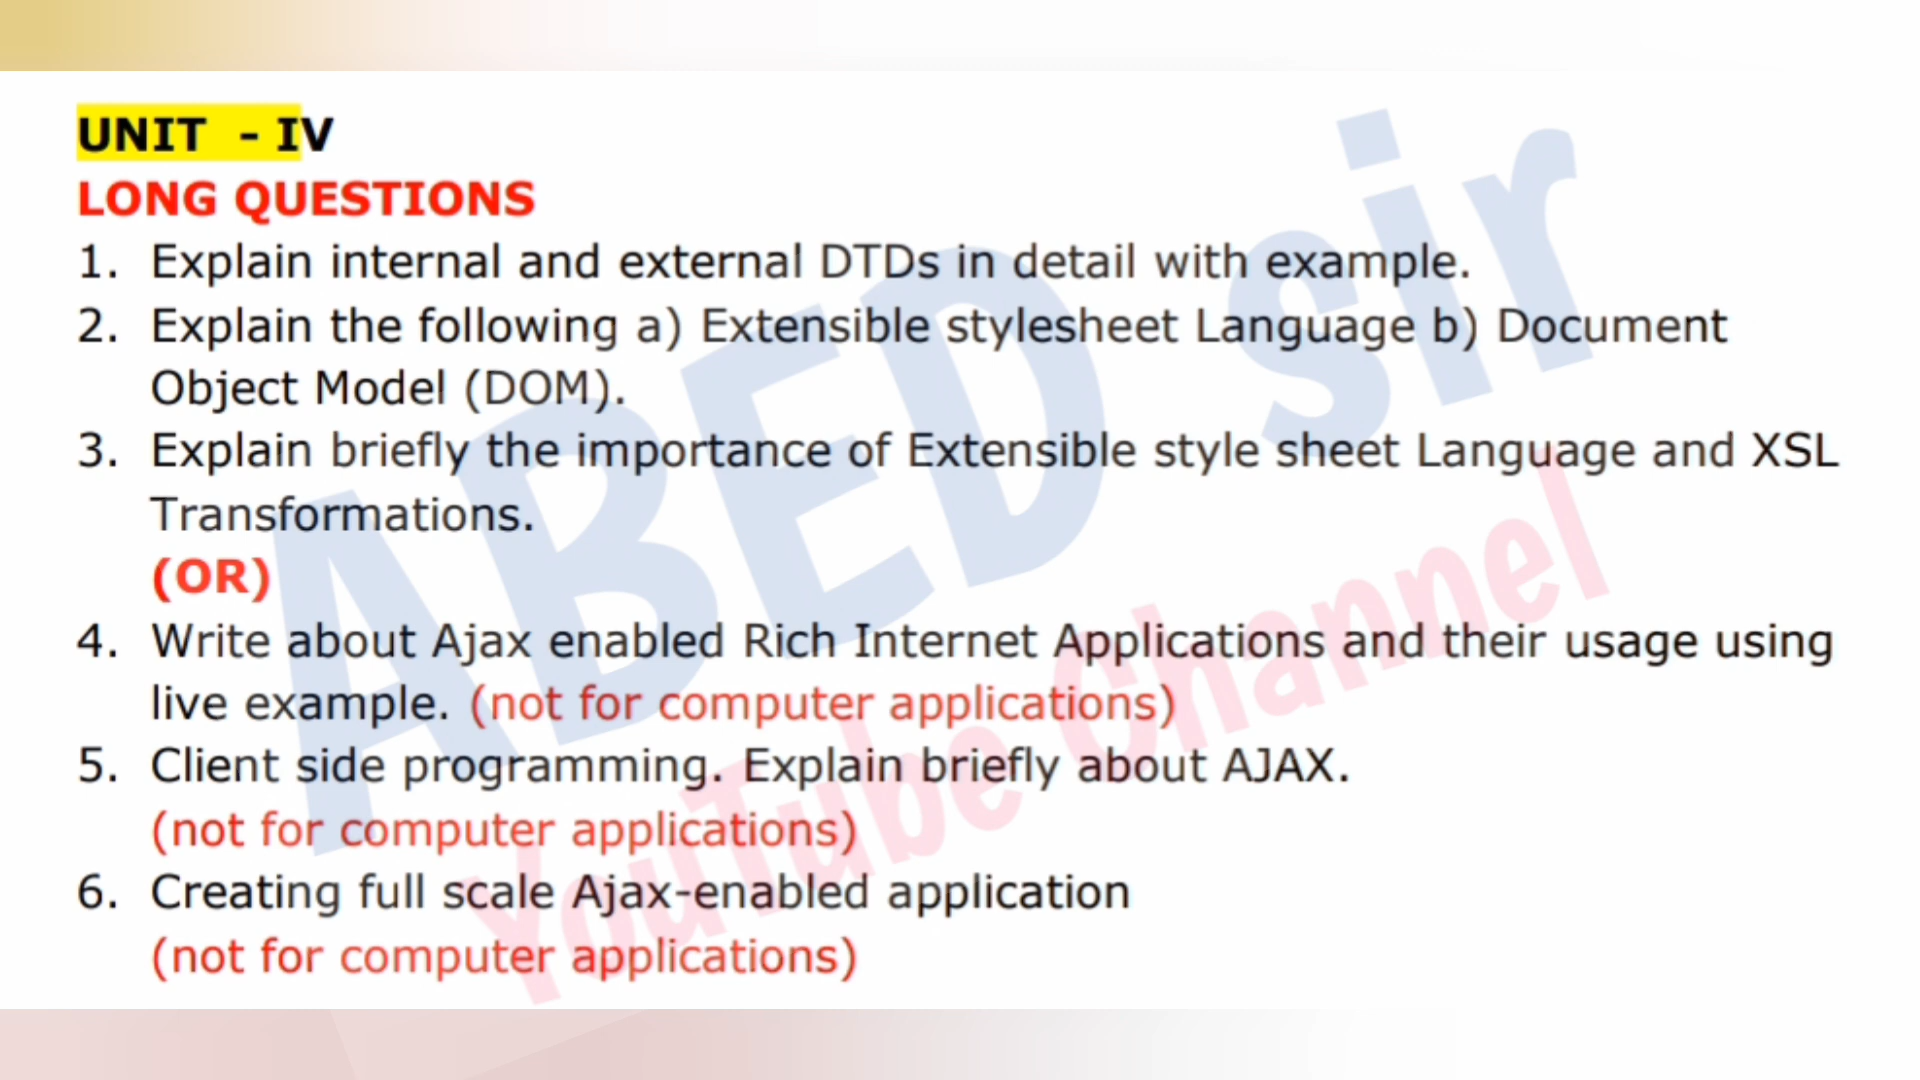 UNIT - IV
LONG QUESTIONS
1. Explain internal and external DTDs in detail with example.
2. Explain the following a) Extensible stylesheet Language b) Document
Object Model (DOM).
3. Explain briefly the importance of Extensible style sheet Language and XSL
Transformations.
(OR)
4. Write about Ajax enabled Rich Internet Applications and their usage using
live example. (not for computer applications)
5. Client side programming. Explain briefly about AJAX.
(not for computer applications)
6. Creating full scale Ajax-enabled application
(not for computer applications)
ABED sir
YouTube Channel